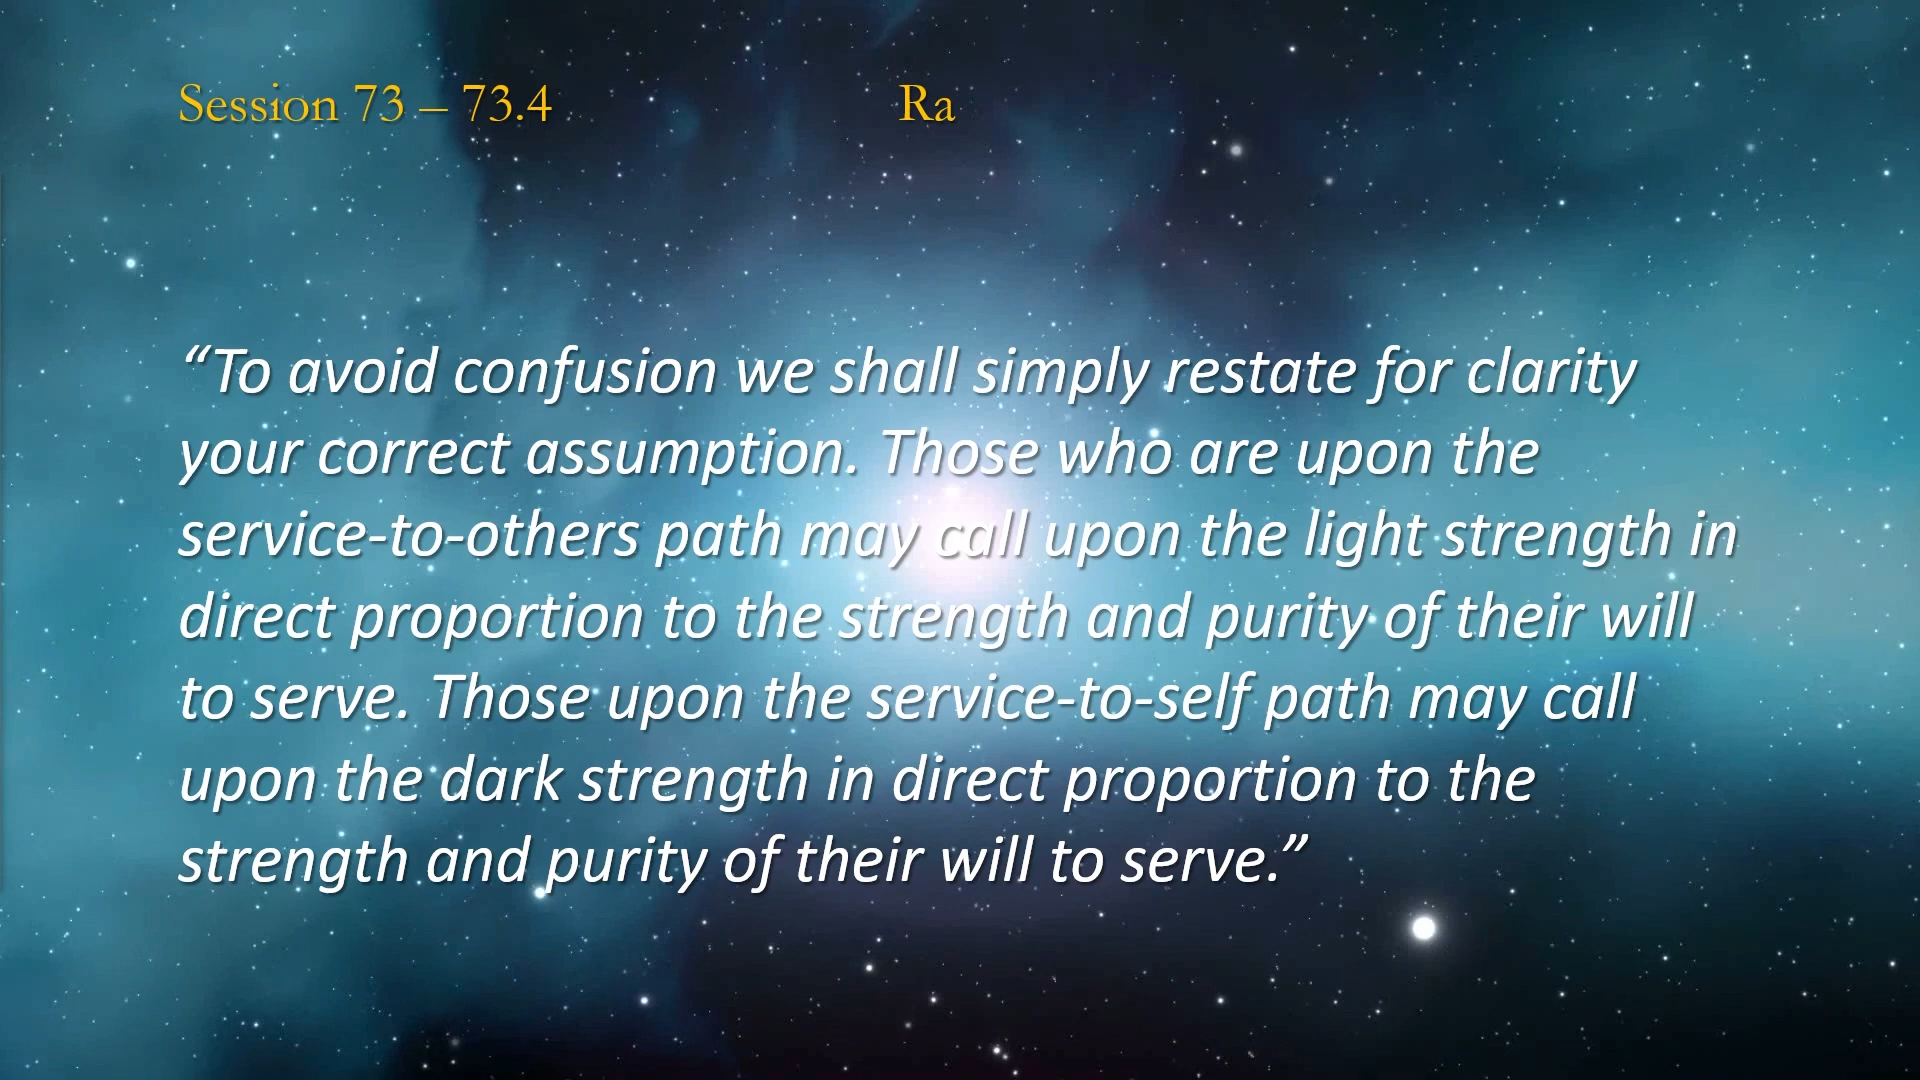 Session 73 – 73.4 Ra
“To avoid confusion we shall simply restate for clarity
your correct assumption. Those who are upon the
service-to-others path may call upon the light strength in
direct proportion to the strength and purity of their will
to serve. Those upon the service-to-self path may call
upon the dark strength in direct proportion to the
strength and purity of their will to serve.”